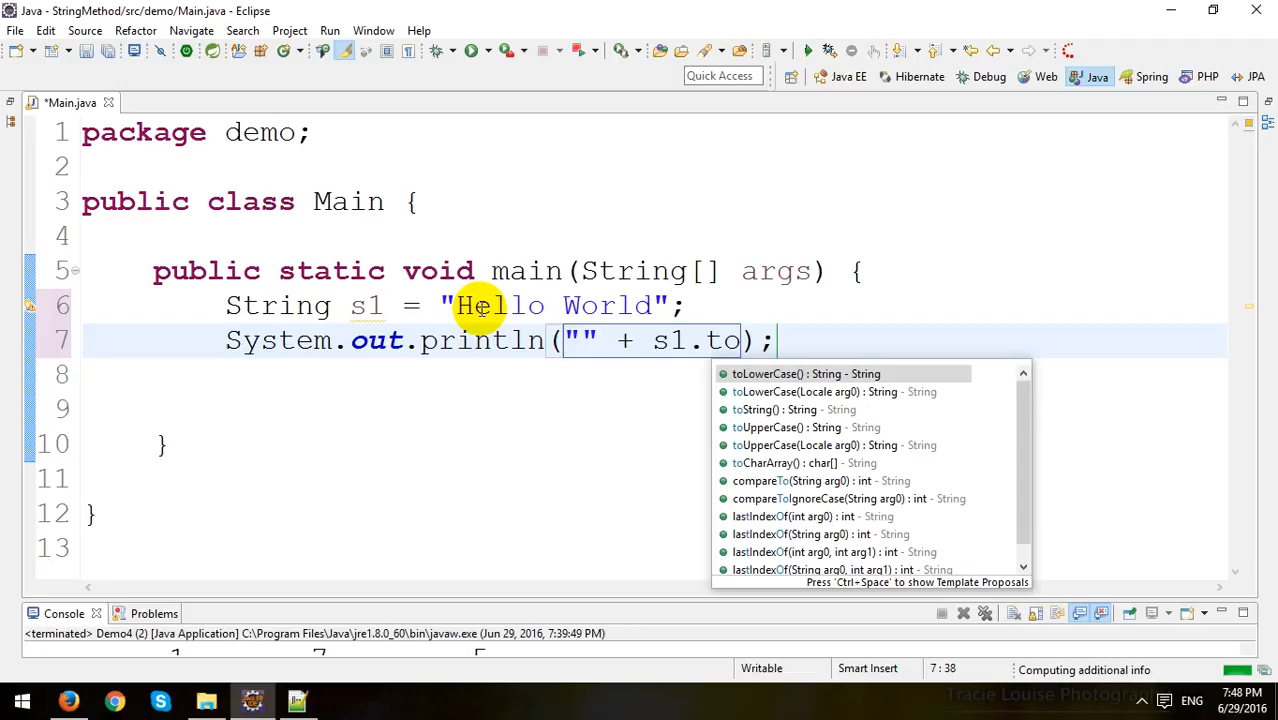 Java - StringMethod/src/demo/Main.java - Eclipse
File Edit Source Refactor Navigate Search Project Run Window Help
Quick Access Java EE Hibernate Debug Web Java Spring PHP JPA
*Main.java
1 package demo;
2
3 public class Main {
4
5 public static void main(String[] args) {
6 String s1 = "Hello World";
7 System.out.println("" + s1.to);
8
9
10 }
11
12 }
13
toLowerCase() : String - String
toLowerCase(Locale arg0) : String - String
toString() : String - String
toUpperCase() : String - String
toUpperCase(Locale arg0) : String - String
toCharArray() : char[] - String
compareTo(String arg0) : int - String
compareToIgnoreCase(String arg0) : int - String
lastIndexOf(int arg0) : int - String
lastIndexOf(String arg0) : int - String
lastIndexOf(int arg0, int arg1) : int - String
lastIndexOf(String arg0, int arg1) : int - String
Press 'Ctrl+Space' to show Template Proposals
Console Problems
<terminated> Demo4 (2) [Java Application] C:\Program Files\Java\jre1.8.0_60\bin\javaw.exe (Jun 29, 2016, 7:39:49 PM)
1 7 5
Writable Smart Insert 7 : 38 Computing additional info
Tracie Louise Photography
ENG 7:48 PM
6/29/2016